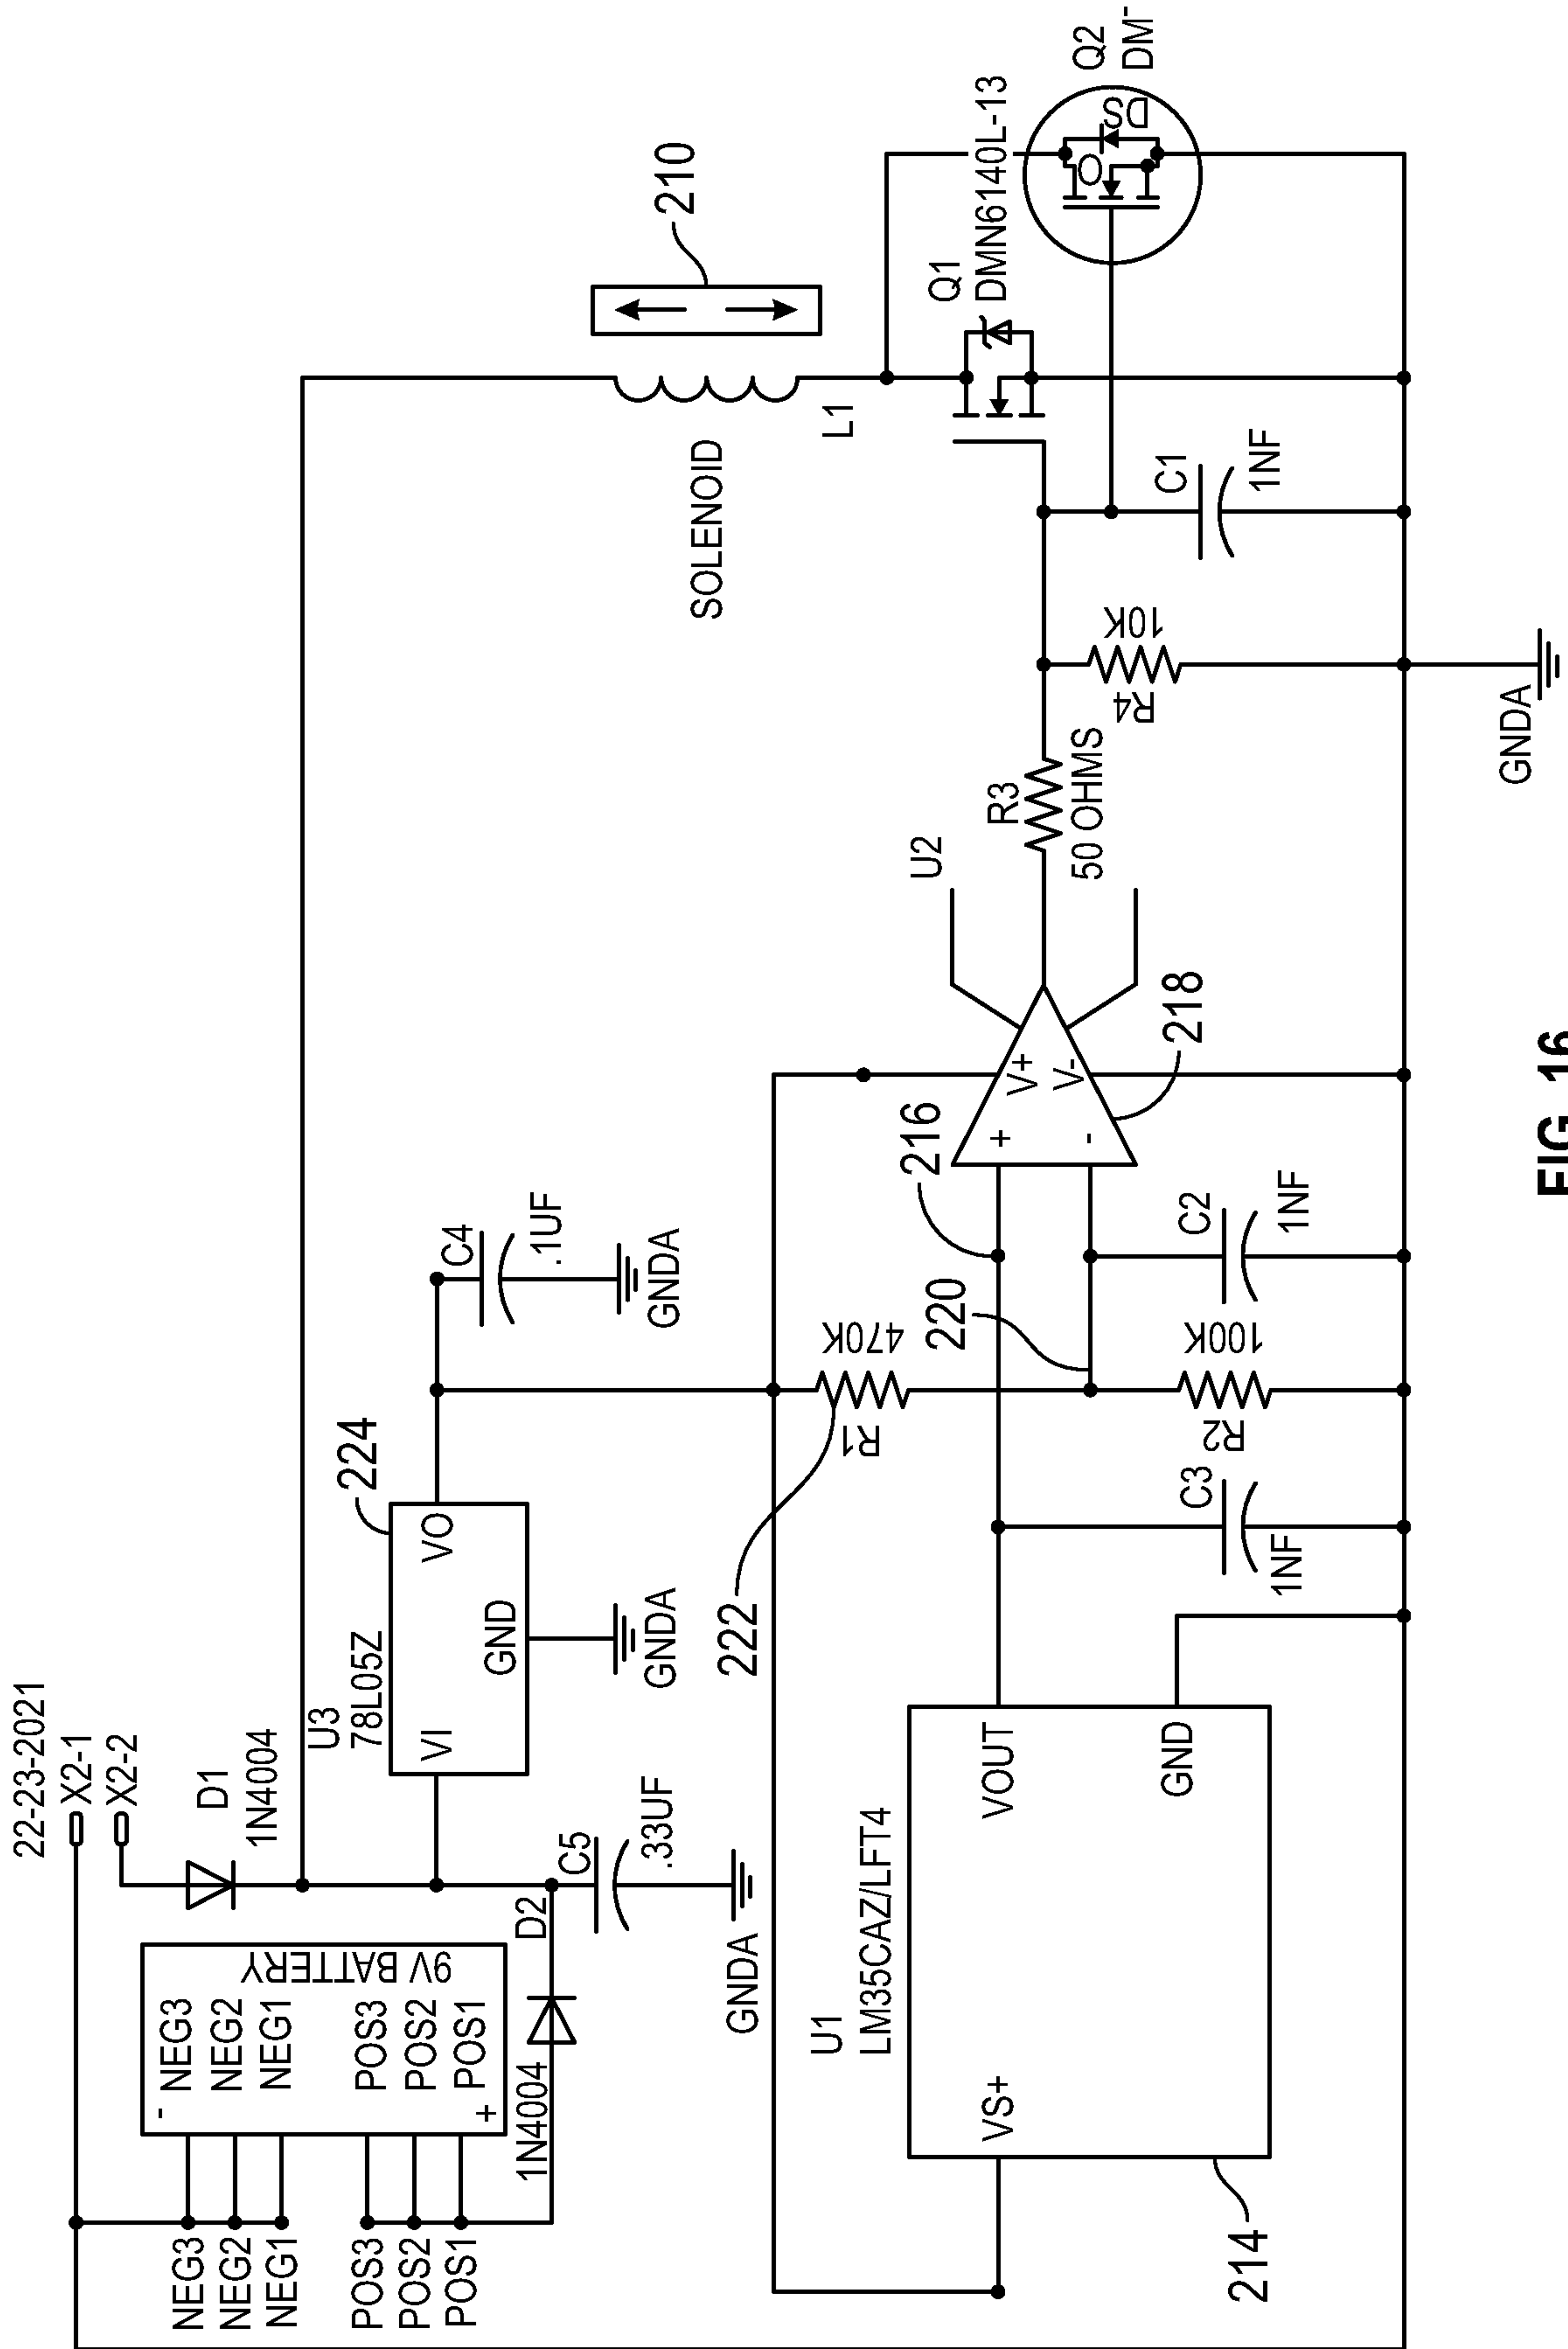 22-23-2021
X2-1
X2-2
D1
1N4004
9V BATTERY
-
NEG3
NEG2
NEG1
POS3
POS2
POS1
+
NEG3
NEG2
NEG1
POS3
POS2
POS1
1N4004
D2
C5
.33UF
GNDA
U3
78L05Z
VI
VO
GND
224
GNDA
C4
.1UF
GNDA
SOLENOID
L1
210
Q1
DMN6140L-13
Q2
DM
DS
O
U1
LM35CAZ/LFT4
VS+
VOUT
GND
214
222
R1
470K
220
216
C3
1NF
R2
100K
C2
1NF
+
-
V+
V-
218
U2
R3
50 OHMS
R4
10K
C1
1NF
GNDA
FIG. 16